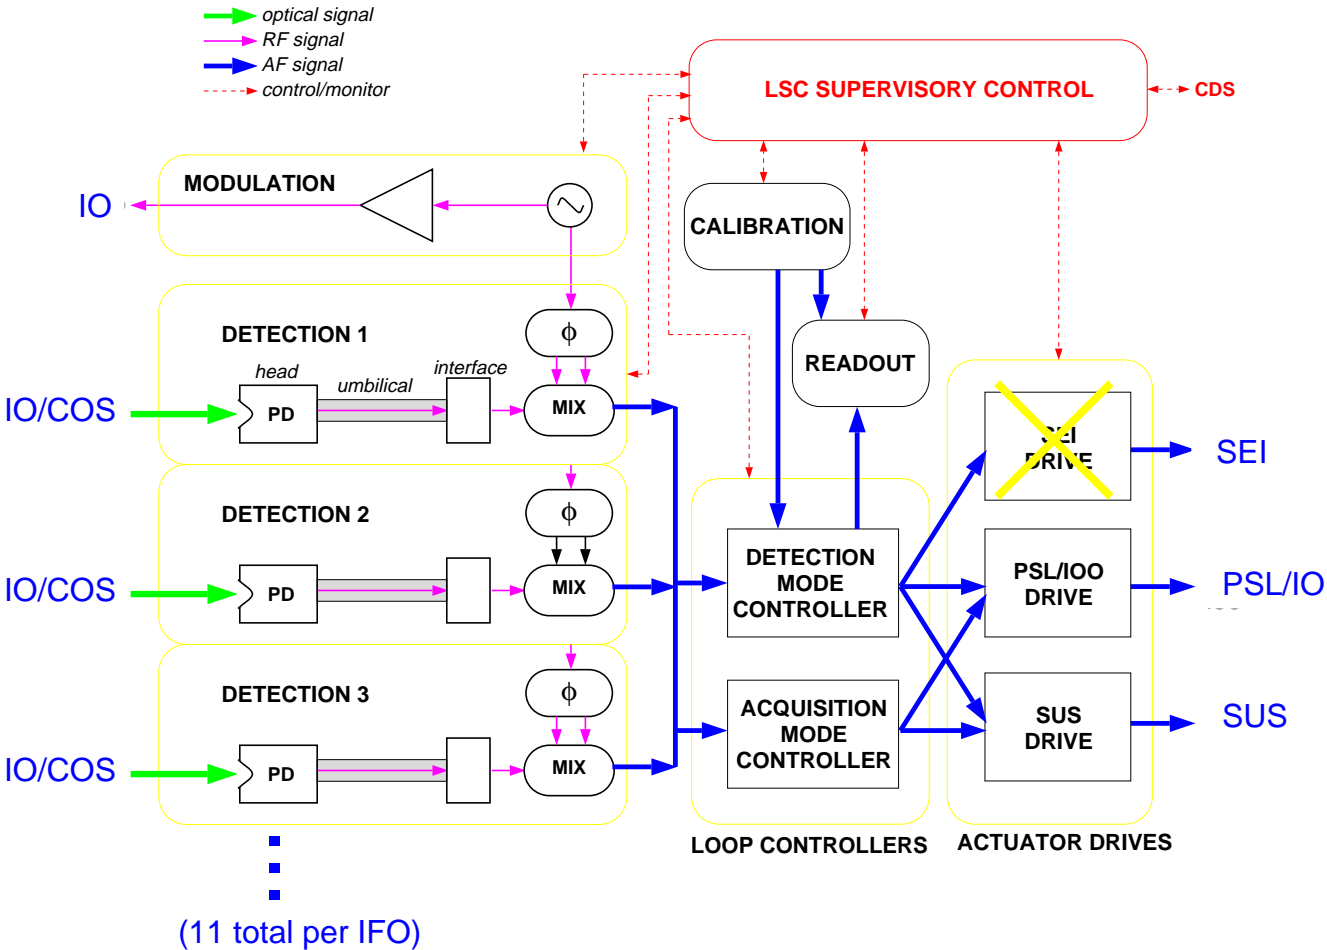 optical signal
RF signal
AF signal
control/monitor
LSC SUPERVISORY CONTROL
CDS
MODULATION
IO
CALIBRATION
DETECTION 1
ϕ
READOUT
head
umbilical
interface
IO/COS
PD
MIX
SEI
DRIVE
SEI
DETECTION 2
ϕ
IO/COS
PD
MIX
DETECTION
MODE
CONTROLLER
PSL/IOO
DRIVE
PSL/IO
DETECTION 3
ϕ
IO/COS
PD
MIX
ACQUISITION
MODE
CONTROLLER
SUS
DRIVE
SUS
LOOP CONTROLLERS
ACTUATOR DRIVES
(11 total per IFO)